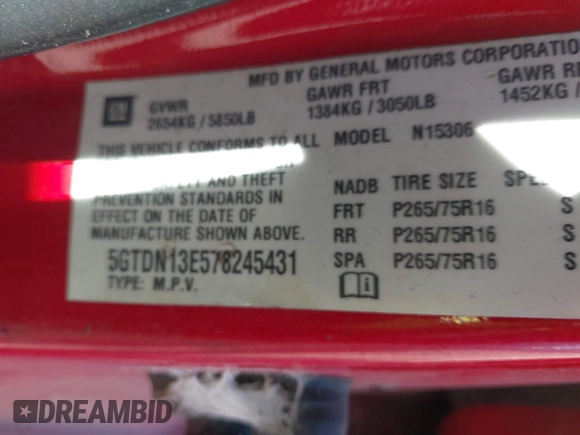 MFD BY GENERAL MOTORS CORPORATION
GM GVWR GAWR FRT GAWR
2654KG / 5850LB 1384KG / 3050LB 1452KG /
THIS VEHICLE CONFORMS TO ALL MODEL N15306
AND THEFT
PREVENTION STANDARDS IN
EFFECT ON THE DATE OF
MANUFACTURE SHOWN ABOVE.
5GTDN13E578245431
TYPE: M.P.V.
NADB TIRE SIZE
FRT P265/75R16 S
RR P265/75R16 S
SPA P265/75R16 S
DREAMBID